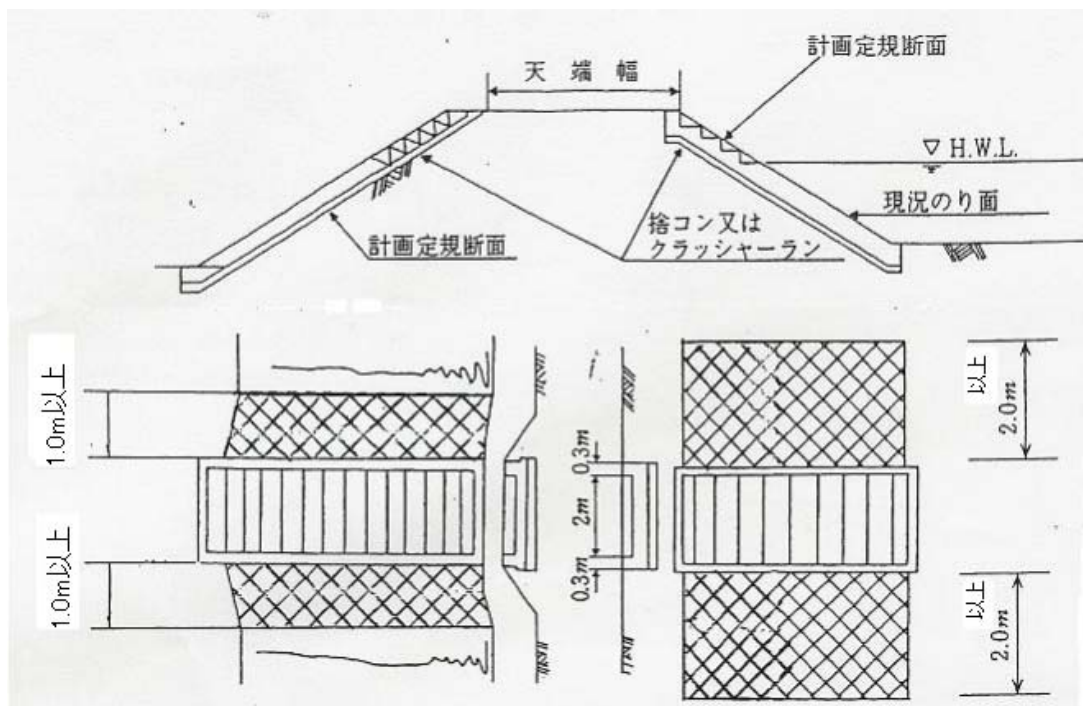 天端幅
計画定規断面
▽ H.W.L.
現況のり面
捨コン又は
クラッシャーラン
計画定規断面
1.0m以上
1.0m以上
0.3m
2m
0.3m
以上
2.0m
以上
2.0m